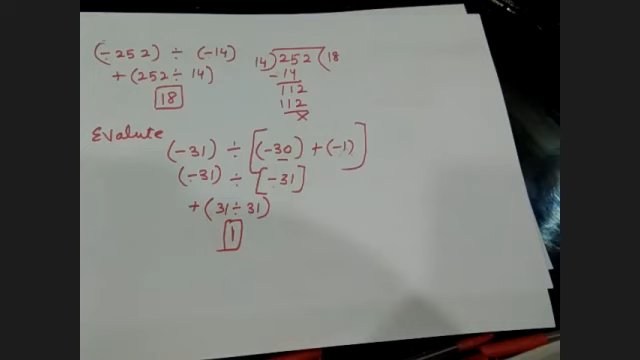 (-252) ÷ (-14)
+ (252 ÷ 14)
18
14)252(18
-14
112
112
x
Evalute
(-31) ÷ [(-30) + (-1)]
(-31) ÷ [-31]
+ (31 ÷ 31)
1